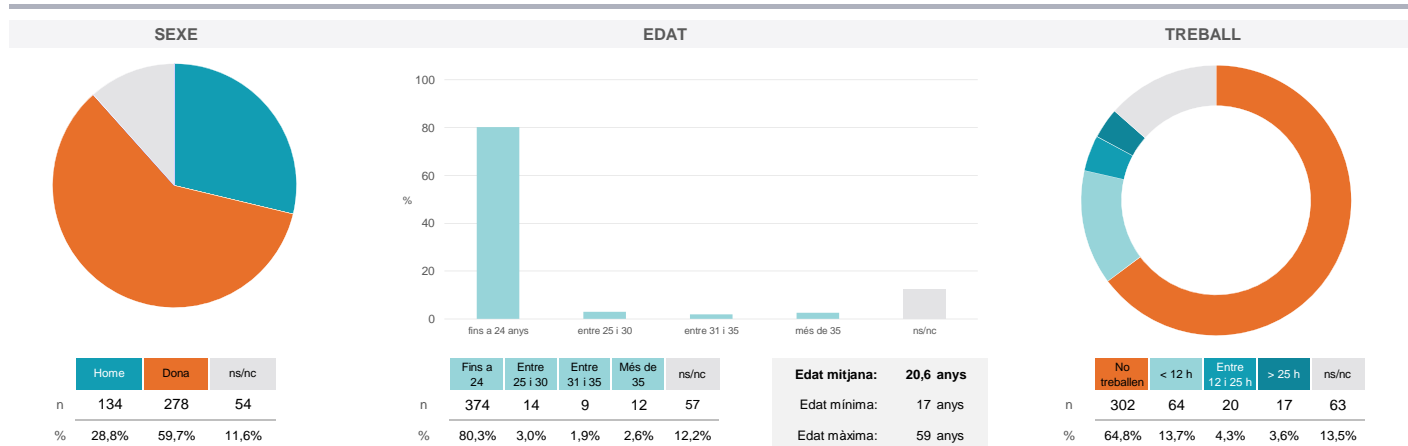 SEXE
EDAT
TREBALL
100
80
60
%
40
20
0
fins a 24 anys
entre 25 i 30
entre 31 i 35
més de 35
ns/nc
Home Dona ns/nc
n 134 278 54
% 28,8% 59,7% 11,6%
Fins a 24 Entre 25 i 30 Entre 31 i 35 Més de 35 ns/nc
n 374 14 9 12 57
% 80,3% 3,0% 1,9% 2,6% 12,2%
Edat mitjana: 20,6 anys
Edat mínima: 17 anys
Edat màxima: 59 anys
No treballen < 12 h Entre 12 i 25 h > 25 h ns/nc
n 302 64 20 17 63
% 64,8% 13,7% 4,3% 3,6% 13,5%